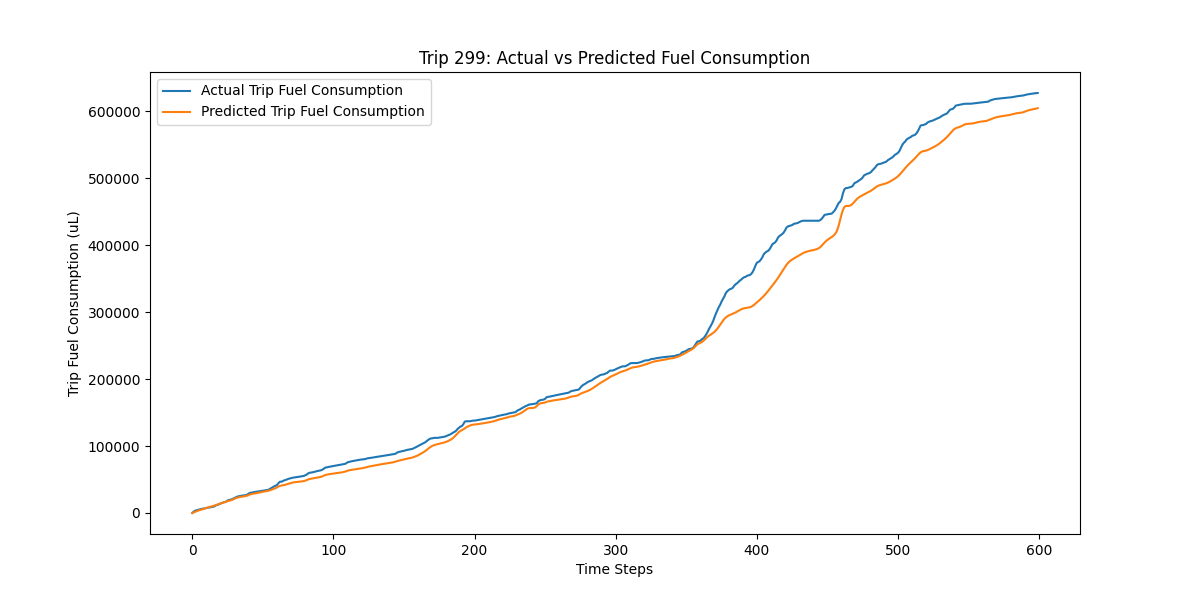 Trip 299: Actual vs Predicted Fuel Consumption
Actual Trip Fuel Consumption
Predicted Trip Fuel Consumption
Trip Fuel Consumption (uL)
600000
500000
400000
300000
200000
100000
0
0 100 200 300 400 500 600
Time Steps